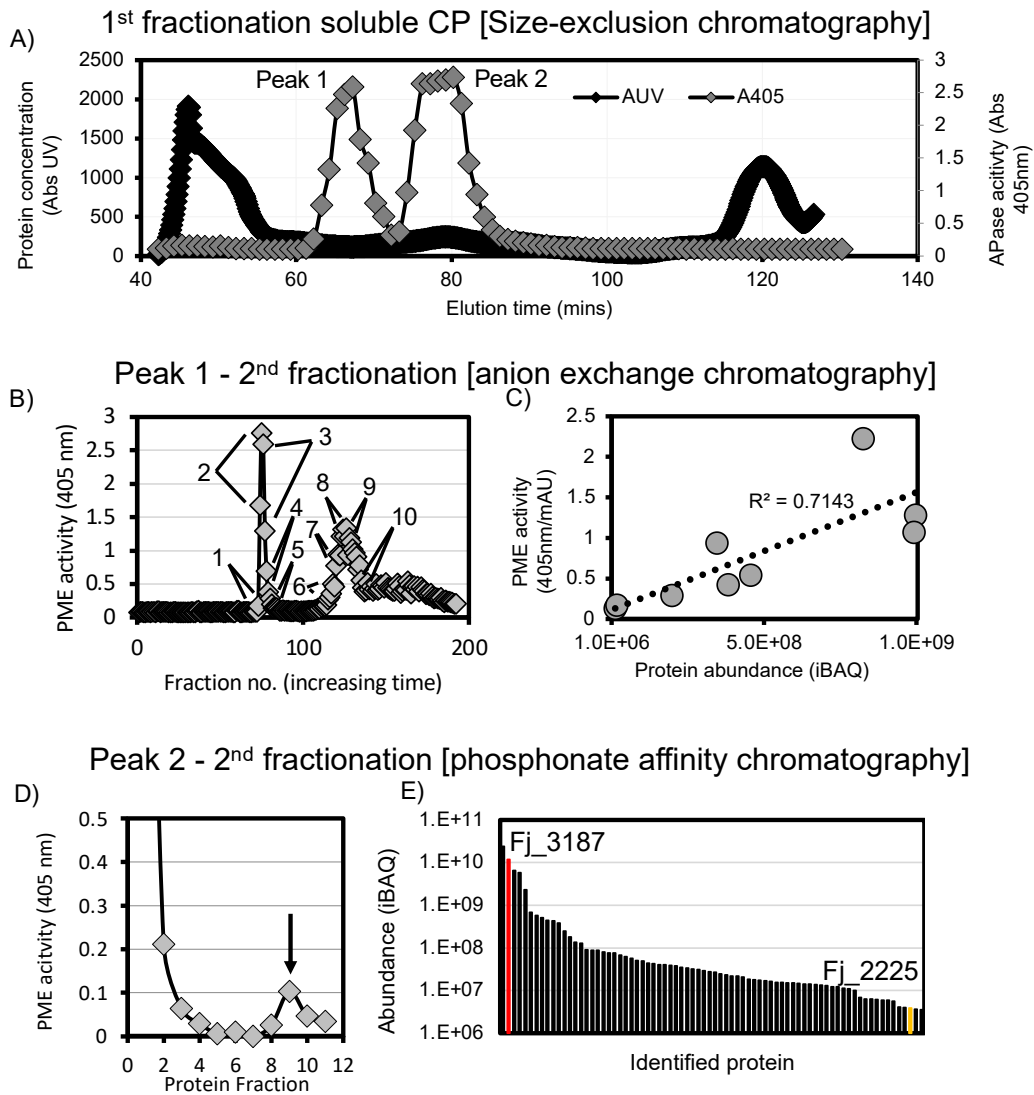 1st fractionation soluble CP [Size-exclusion chromatography]
A)
Protein concentration
(Abs UV)
2500
2000
1500
1000
500
0
Peak 1
Peak 2
AUV
A405
3
2.5
2
1.5
1
0.5
0
APase acitivty (Abs
405nm)
40 60 80 100 120 140
Elution time (mins)
Peak 1 - 2nd fractionation [anion exchange chromatography]
B)
PME activity (405 nm)
3
2.5
2
1.5
1
0.5
0
1
2
3
4
5
6
7
8
9
10
0 100 200
Fraction no. (increasing time)
C)
PME activity
(405nm/mAU)
2.5
2
1.5
1
0.5
0
R² = 0.7143
1.0E+06 5.0E+08 1.0E+09
Protein abundance (iBAQ)
Peak 2 - 2nd fractionation [phosphonate affinity chromatography]
D)
PME acitvity (405 nm)
0.5
0.4
0.3
0.2
0.1
0
0 2 4 6 8 10 12
Protein Fraction
E)
Abundance (iBAQ)
1.E+11
1.E+10
1.E+09
1.E+08
1.E+07
1.E+06
Fj_3187
Fj_2225
Identified protein